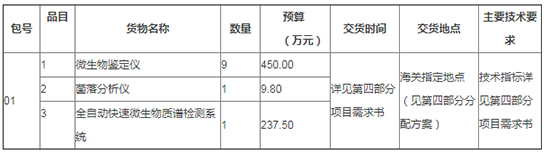 包号 品目 货物名称 数量 预算（万元） 交货时间 交货地点 主要技术要求
01
1 微生物鉴定仪 9 450.00
2 菌落分析仪 1 9.80
3 全自动快速微生物质谱检测系统 1 237.50
详见第四部分项目需求书
海关指定地点（见第四部分分配方案）
技术指标详见第四部分项目需求书